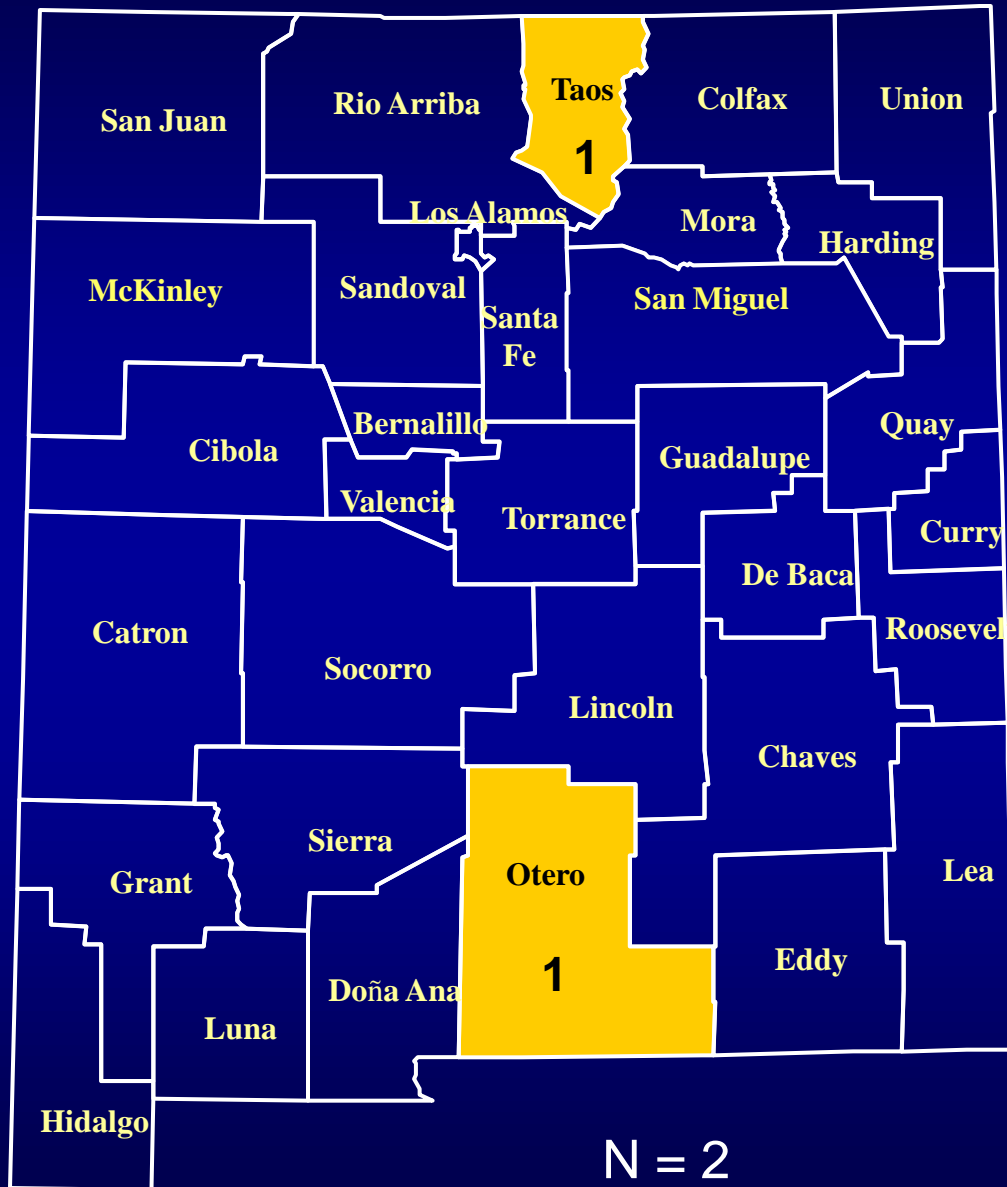 Taos
Rio Arriba
Colfax
Union
San Juan
1
Los Alamos
Mora
Harding
McKinley
Sandoval
San Miguel
Santa
Fe
Bernalillo
Quay
Cibola
Guadalupe
Valencia
Torrance
Curry
De Baca
Catron
Roosevel
Socorro
Lincoln
Chaves
Sierra
Otero
Lea
Grant
Eddy
1
Doña Ana
Luna
Hidalgo
N = 2